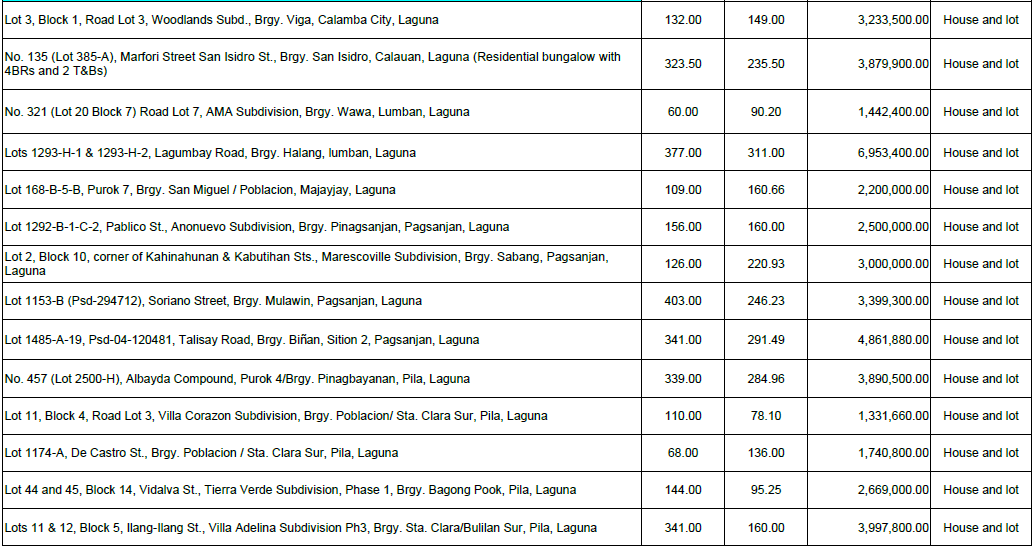 Lot 3, Block 1, Road Lot 3, Woodlands Subd., Brgy. Viga, Calamba City, Laguna 132.00 149.00 3,233,500.00 House and lot
No. 135 (Lot 385-A), Marfori Street San Isidro St., Brgy. San Isidro, Calauan, Laguna (Residential bungalow with
4BRs and 2 T&Bs) 323.50 235.50 3,879,900.00 House and lot
No. 321 (Lot 20 Block 7) Road Lot 7, AMA Subdivision, Brgy. Wawa, Lumban, Laguna 60.00 90.20 1,442,400.00 House and lot
Lots 1293-H-1 & 1293-H-2, Lagumbay Road, Brgy. Halang, lumban, Laguna 377.00 311.00 6,953,400.00 House and lot
Lot 168-B-5-B, Purok 7, Brgy. San Miguel / Poblacion, Majayjay, Laguna 109.00 160.66 2,200,000.00 House and lot
Lot 1292-B-1-C-2, Pablico St., Anonuevo Subdivision, Brgy. Pinagsanjan, Pagsanjan, Laguna 156.00 160.00 2,500,000.00 House and lot
Lot 2, Block 10, corner of Kahinahunan & Kabutihan Sts., Marescoville Subdivision, Brgy. Sabang, Pagsanjan,
Laguna 126.00 220.93 3,000,000.00 House and lot
Lot 1153-B (Psd-294712), Soriano Street, Brgy. Mulawin, Pagsanjan, Laguna 403.00 246.23 3,399,300.00 House and lot
Lot 1485-A-19, Psd-04-120481, Talisay Road, Brgy. Biñan, Sition 2, Pagsanjan, Laguna 341.00 291.49 4,861,880.00 House and lot
No. 457 (Lot 2500-H), Albayda Compound, Purok 4/Brgy. Pinagbayanan, Pila, Laguna 339.00 284.96 3,890,500.00 House and lot
Lot 11, Block 4, Road Lot 3, Villa Corazon Subdivision, Brgy. Poblacion/ Sta. Clara Sur, Pila, Laguna 110.00 78.10 1,331,660.00 House and lot
Lot 1174-A, De Castro St., Brgy. Poblacion / Sta. Clara Sur, Pila, Laguna 68.00 136.00 1,740,800.00 House and lot
Lot 44 and 45, Block 14, Vidalva St., Tierra Verde Subdivision, Phase 1, Brgy. Bagong Pook, Pila, Laguna 144.00 95.25 2,669,000.00 House and lot
Lots 11 & 12, Block 5, Ilang-Ilang St., Villa Adelina Subdivision Ph3, Brgy. Sta. Clara/Bulilan Sur, Pila, Laguna 341.00 160.00 3,997,800.00 House and lot